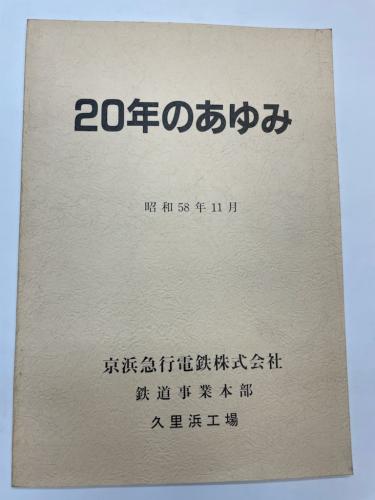 20年のあゆみ
昭和58年11月
京浜急行電鉄株式会社
鉄道事業本部
久里浜工場